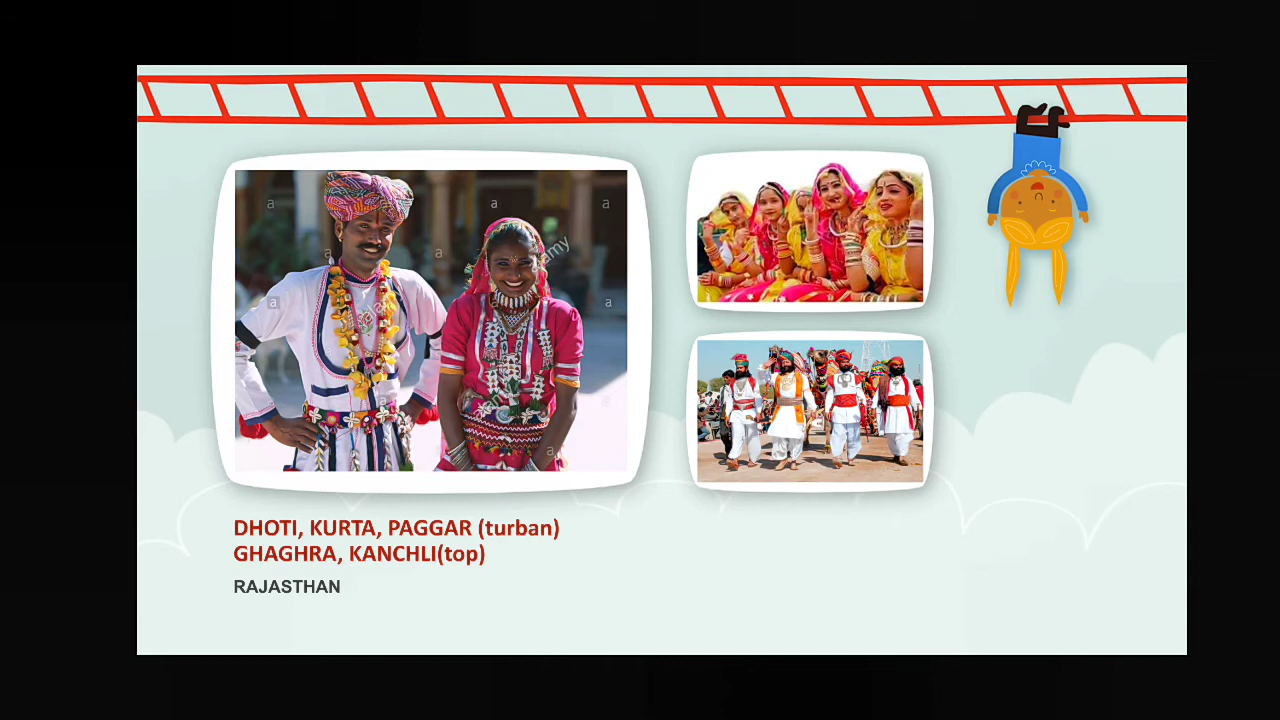 DHOTI, KURTA, PAGGAR (turban)
GHAGHRA, KANCHLI(top)
RAJASTHAN